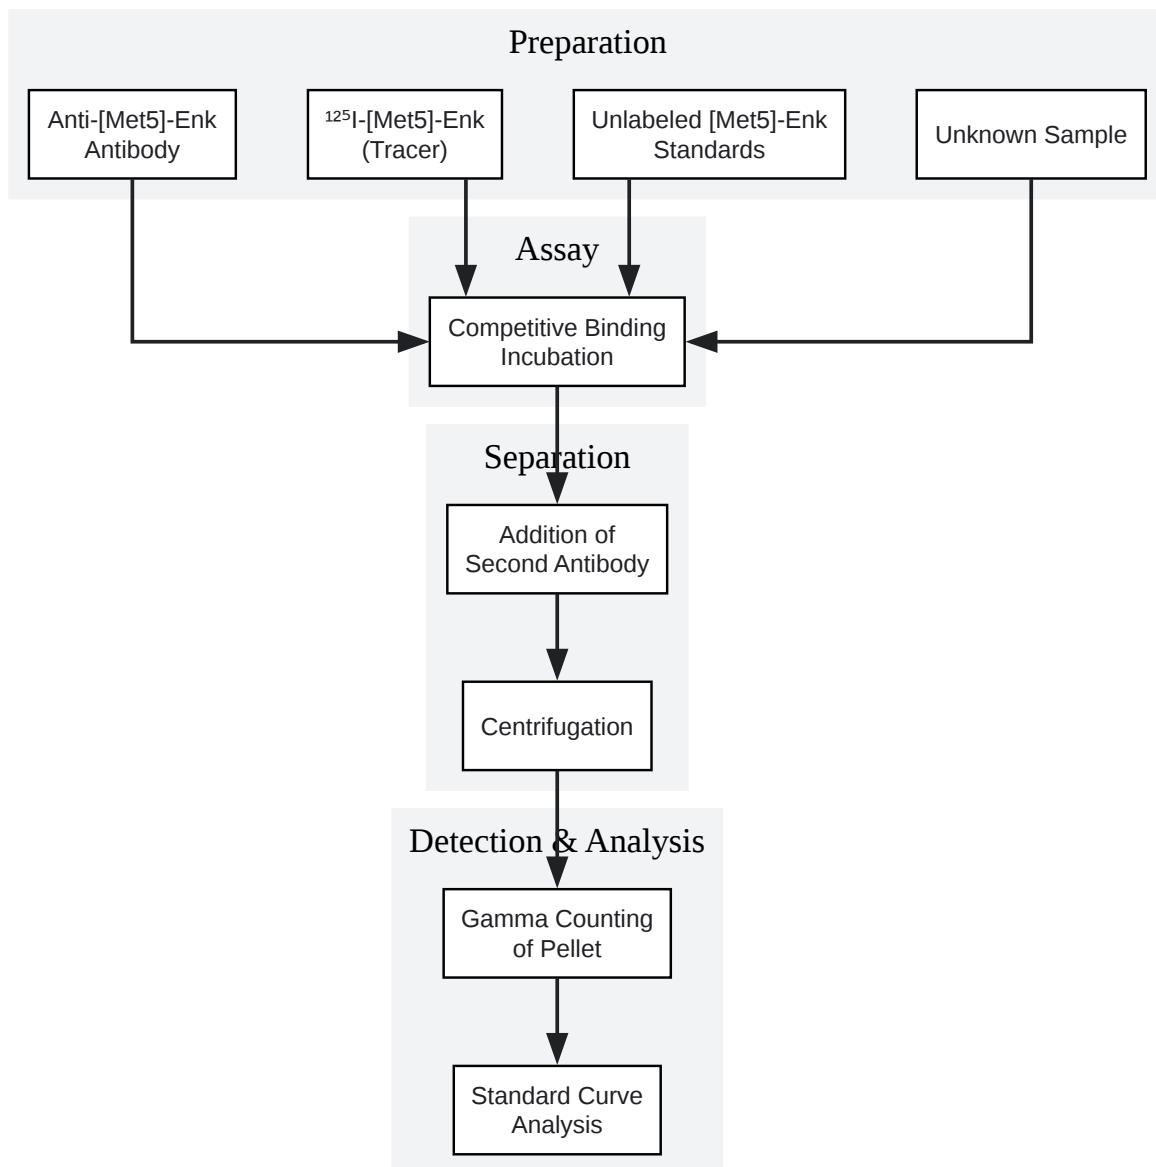 Preparation
Anti-[Met5]-Enk
Antibody
¹²⁵I-[Met5]-Enk
(Tracer)
Unlabeled [Met5]-Enk
Standards
Unknown Sample
Assay
Competitive Binding
Incubation
Separation
Addition of
Second Antibody
Centrifugation
Detection & Analysis
Gamma Counting
of Pellet
Standard Curve
Analysis